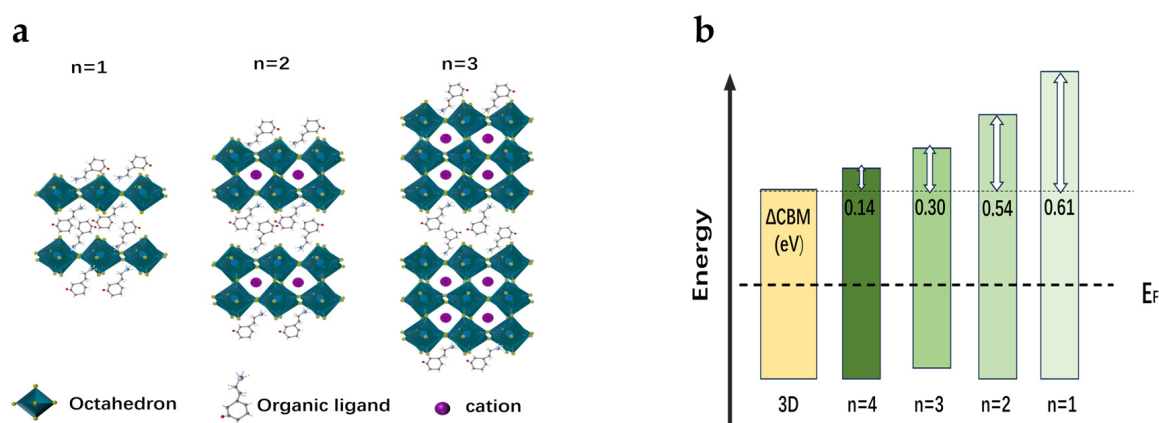 a
n=1
n=2
n=3
Octahedron
Organic ligand
cation
b
Energy
ΔCBM
(eV)
0.14
0.30
0.54
0.61
EF
3D
n=4
n=3
n=2
n=1